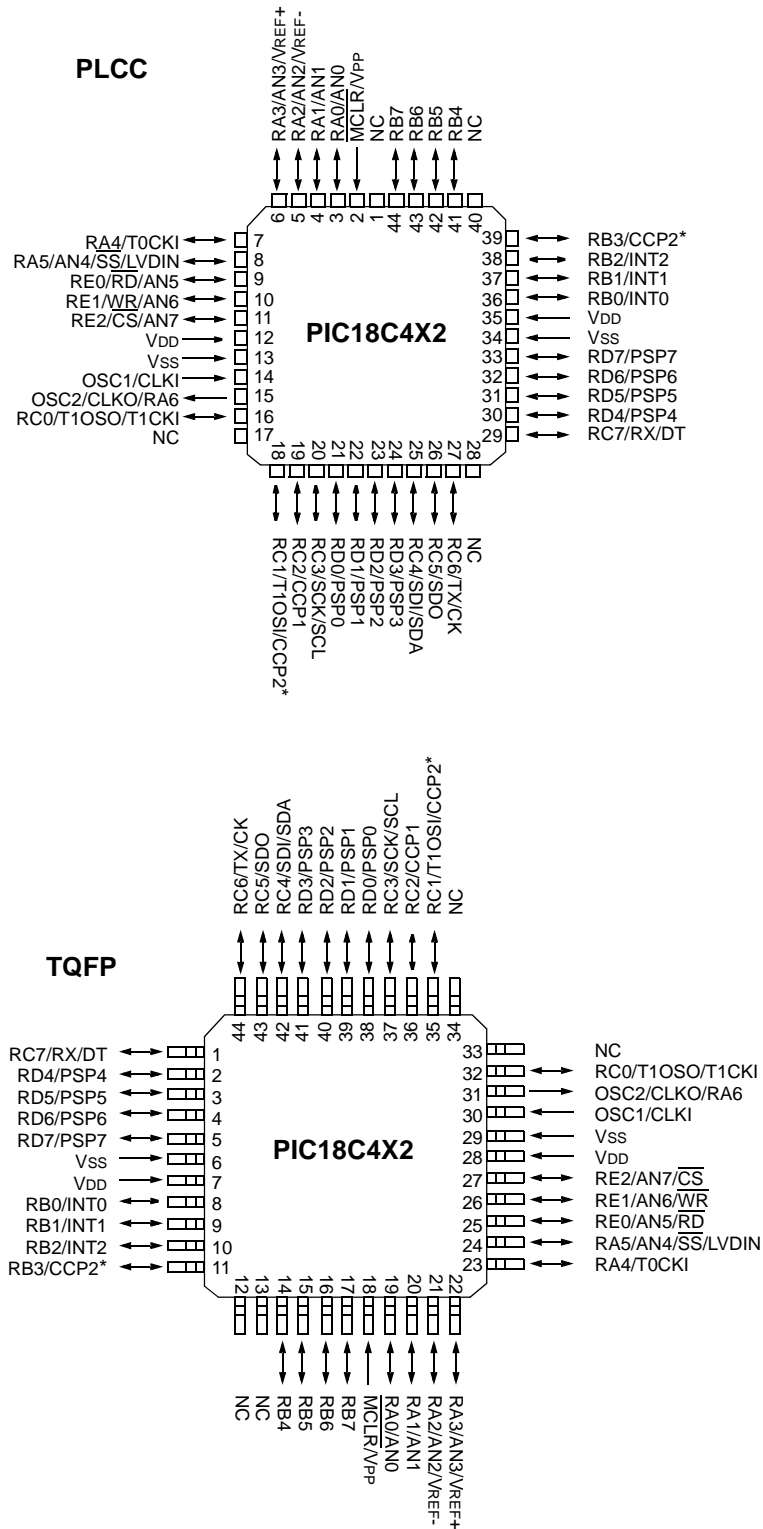 PLCC
RA3/AN3/VREF+
RA2/AN2/VREF-
RA1/AN1
RA0/AN0
MCLR/VPP
NC
RB7
RB6
RB5
RB4
NC
6
5
4
3
2
1
44
43
42
41
40
RA4/T0CKI 7
RA5/AN4/SS/LVDIN 8
RE0/RD/AN5 9
RE1/WR/AN6 10
RE2/CS/AN7 11
VDD 12
VSS 13
OSC1/CLKI 14
OSC2/CLKO/RA6 15
RC0/T1OSO/T1CKI 16
NC 17
PIC18C4X2
39 RB3/CCP2*
38 RB2/INT2
37 RB1/INT1
36 RB0/INT0
35 VDD
34 VSS
33 RD7/PSP7
32 RD6/PSP6
31 RD5/PSP5
30 RD4/PSP4
29 RC7/RX/DT
18
19
20
21
22
23
24
25
26
27
28
RC1/T1OSI/CCP2*
RC2/CCP1
RC3/SCK/SCL
RD0/PSP0
RD1/PSP1
RD2/PSP2
RD3/PSP3
RC4/SDI/SDA
RC5/SDO
RC6/TX/CK
NC
TQFP
RC6/TX/CK
RC5/SDO
RC4/SDI/SDA
RD3/PSP3
RD2/PSP2
RD1/PSP1
RD0/PSP0
RC3/SCK/SCL
RC2/CCP1
RC1/T1OSI/CCP2*
NC
44
43
42
41
40
39
38
37
36
35
34
RC7/RX/DT 1
RD4/PSP4 2
RD5/PSP5 3
RD6/PSP6 4
RD7/PSP7 5
VSS 6
VDD 7
RB0/INT0 8
RB1/INT1 9
RB2/INT2 10
RB3/CCP2* 11
PIC18C4X2
33 NC
32 RC0/T1OSO/T1CKI
31 OSC2/CLKO/RA6
30 OSC1/CLKI
29 VSS
28 VDD
27 RE2/AN7/CS
26 RE1/AN6/WR
25 RE0/AN5/RD
24 RA5/AN4/SS/LVDIN
23 RA4/T0CKI
12
13
14
15
16
17
18
19
20
21
22
NC
NC
RB4
RB5
RB6
RB7
MCLR/VPP
RA0/AN0
RA1/AN1
RA2/AN2/VREF-
RA3/AN3/VREF+